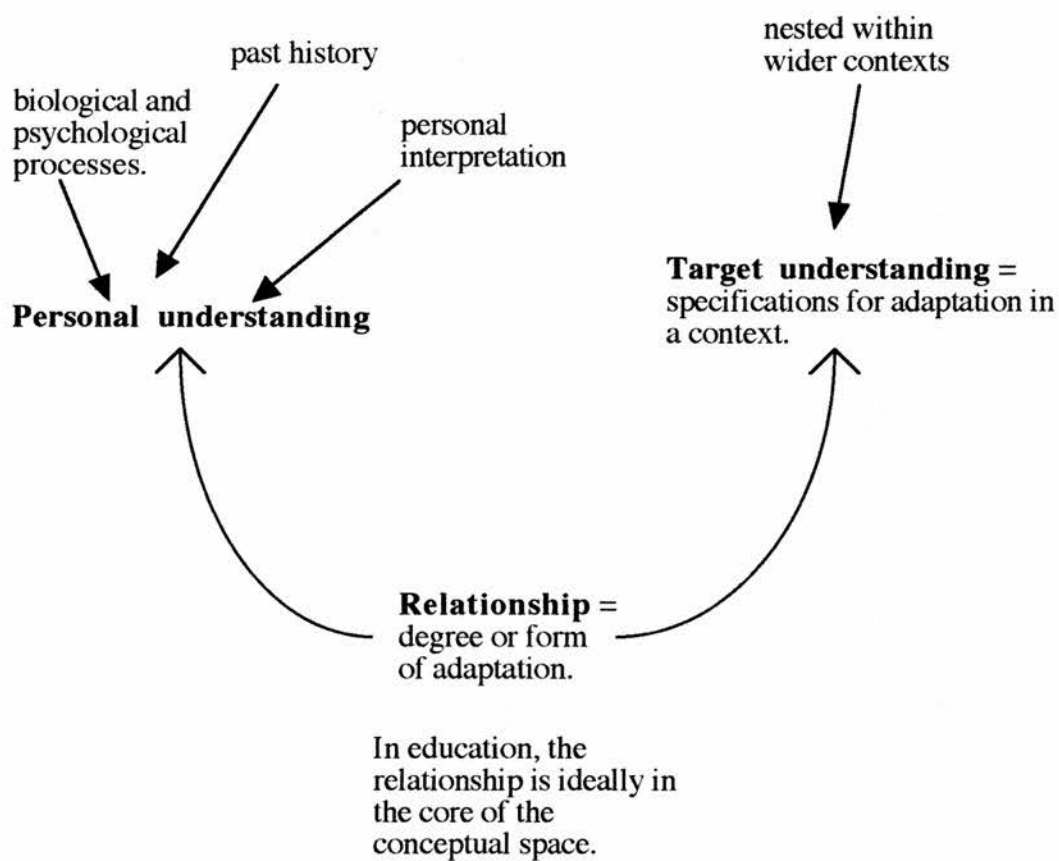 past history
biological and
psychological
processes.
personal
interpretation
Personal understanding
nested within
wider contexts
Target understanding =
specifications for adaptation in
a context.
Relationship =
degree or form
of adaptation.
In education, the
relationship is ideally in
the core of the
conceptual space.